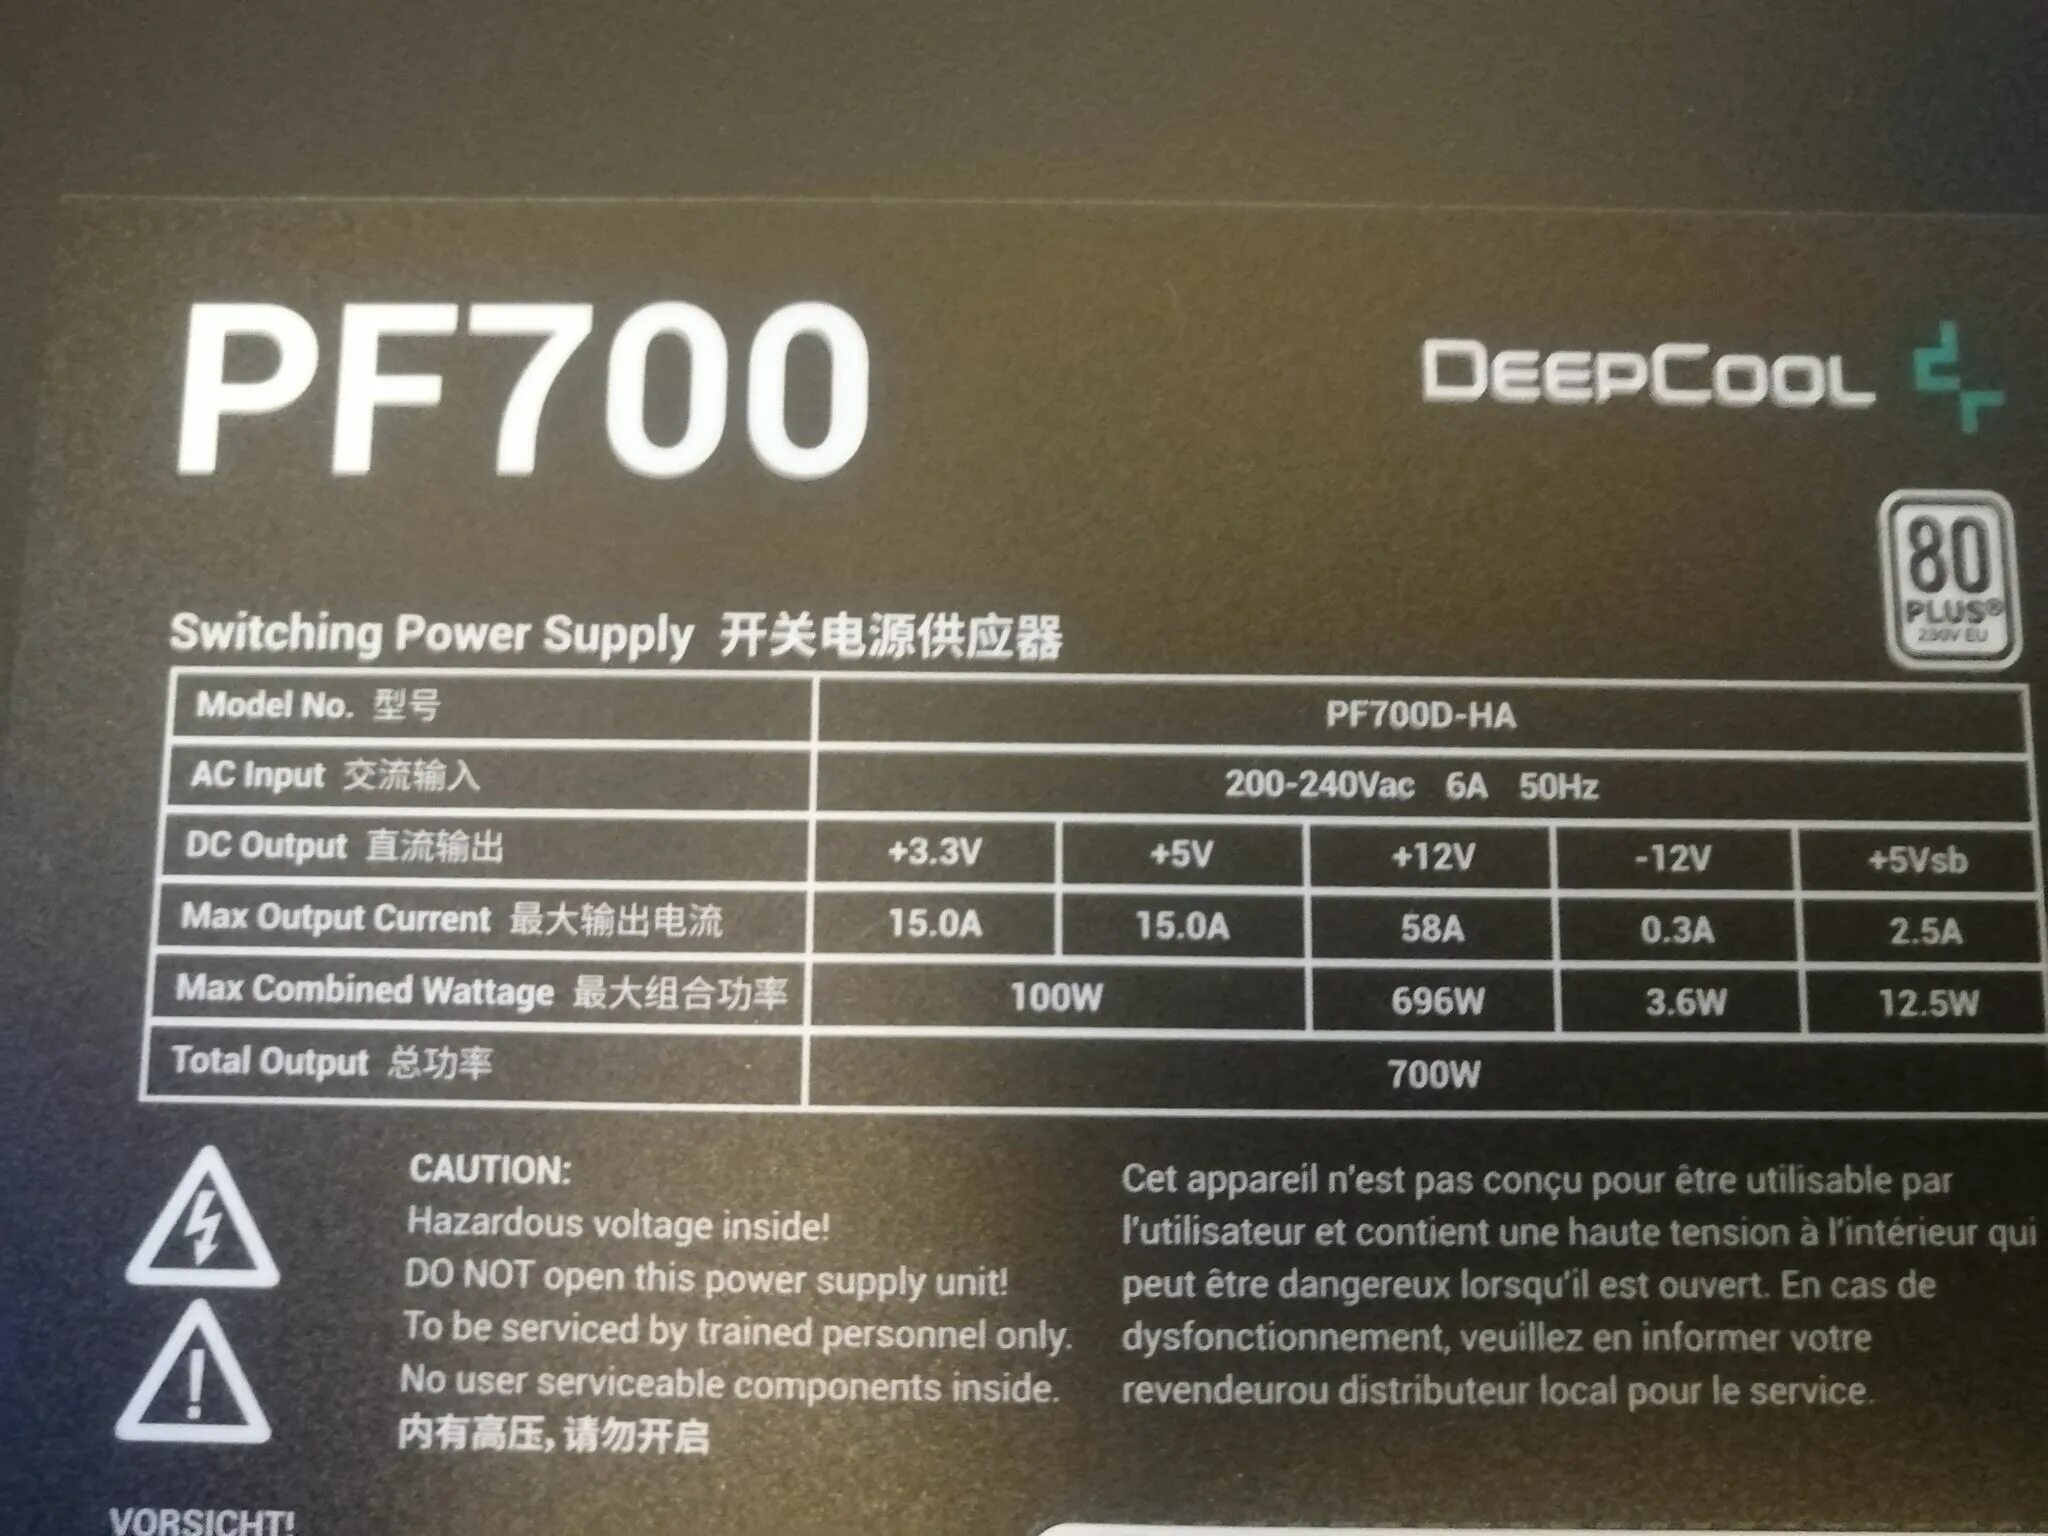 PF700
DEEPCOOL
80
PLUS®
230V EU
Switching Power Supply 开关电源供应器
Model No. 型号 PF700D-HA
AC Input 交流输入 200-240Vac 6A 50Hz
DC Output 直流输出 +3.3V +5V +12V -12V +5Vsb
Max Output Current 最大输出电流 15.0A 15.0A 58A 0.3A 2.5A
Max Combined Wattage 最大组合功率 100W 696W 3.6W 12.5W
Total Output 总功率 700W
CAUTION:
Hazardous voltage inside!
DO NOT open this power supply unit!
To be serviced by trained personnel only.
No user serviceable components inside.
内有高压，请勿开启
Cet appareil n'est pas conçu pour être utilisable par
l'utilisateur et contient une haute tension à l'intérieur qui
peut être dangereux lorsqu'il est ouvert. En cas de
dysfonctionnement, veuillez en informer votre
revendeurou distributeur local pour le service.
VORSICHT!